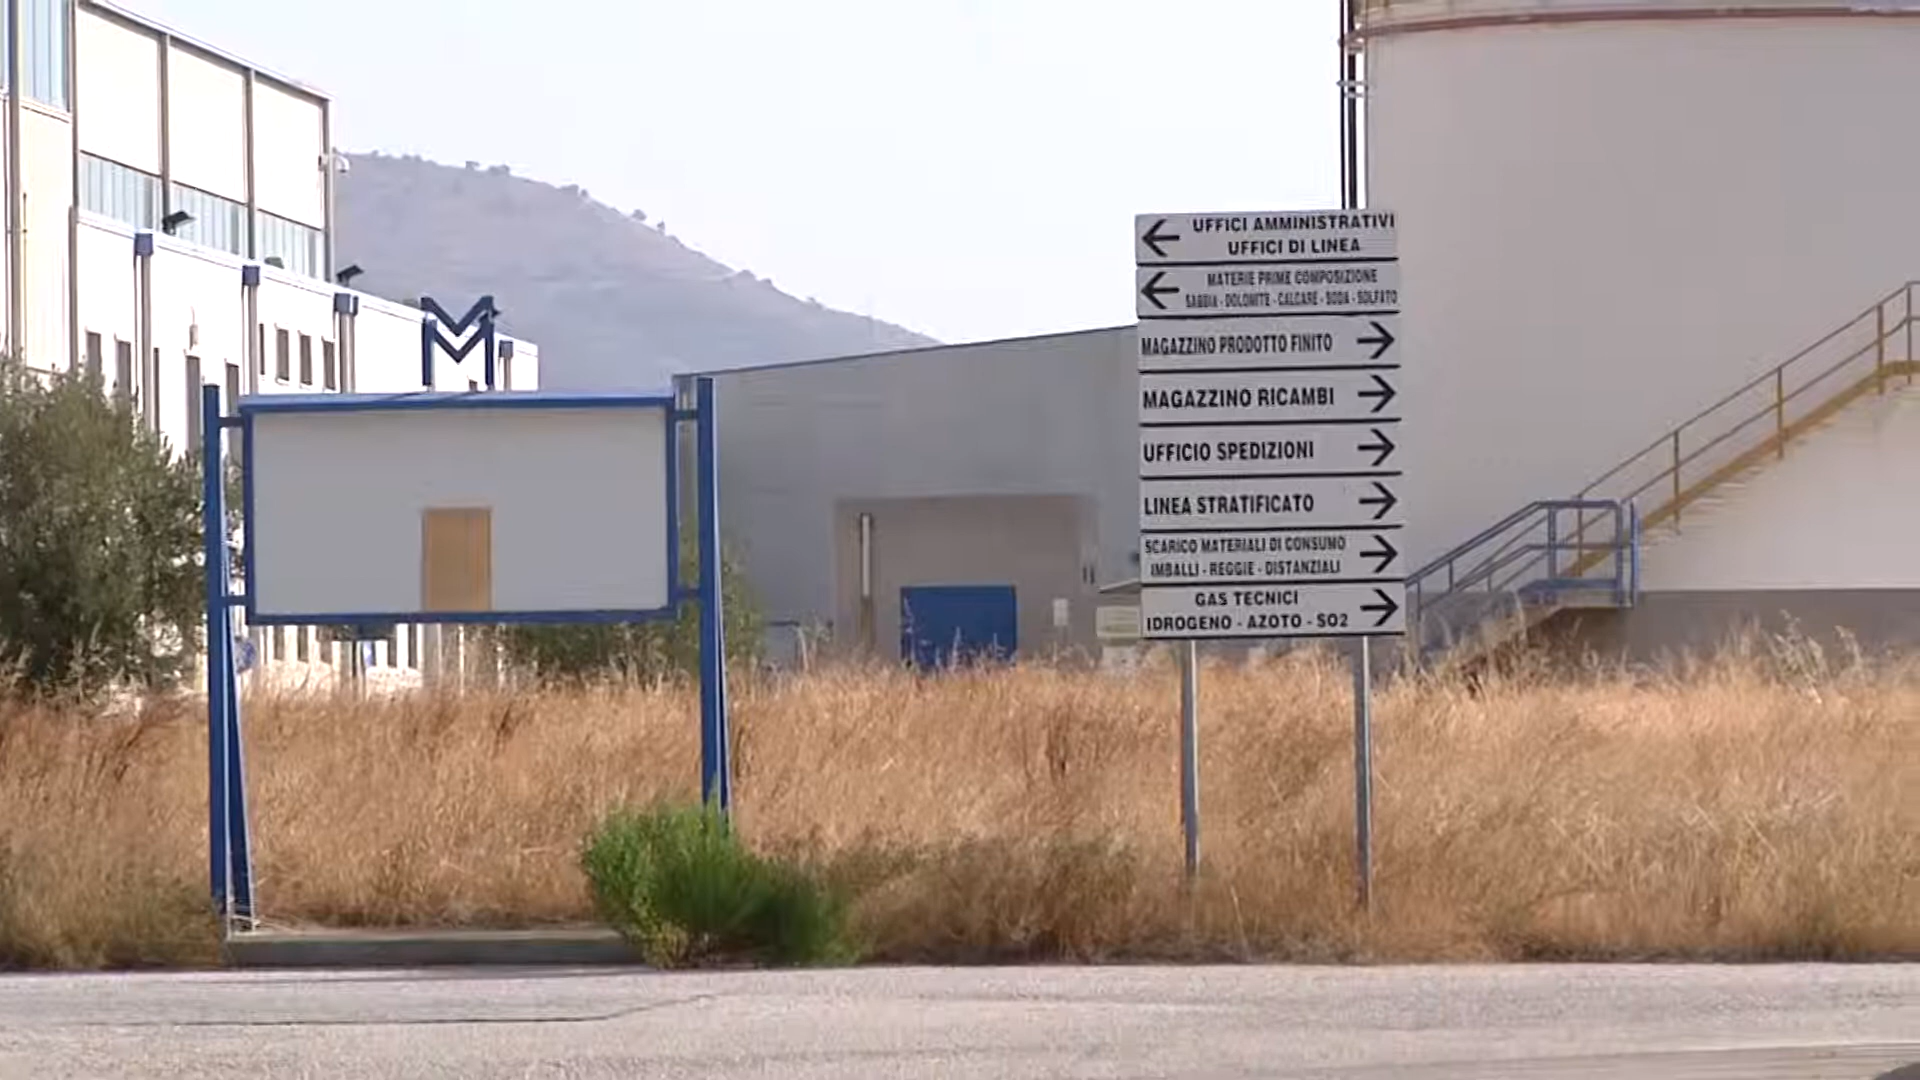 M
UFFICI AMMINISTRATIVI
UFFICI DI LINEA
MATERIE PRIME COMPOSIZIONE
SABBIA - DOLOMITE - CALCARE - SODA - SOLFATO
MAGAZZINO PRODOTTO FINITO
MAGAZZINO RICAMBI
UFFICIO SPEDIZIONI
LINEA STRATIFICATO
SCARICO MATERIALI DI CONSUMO
IMBALLI - REGGIE - DISTANZIALI
GAS TECNICI
IDROGENO - AZOTO - SO2